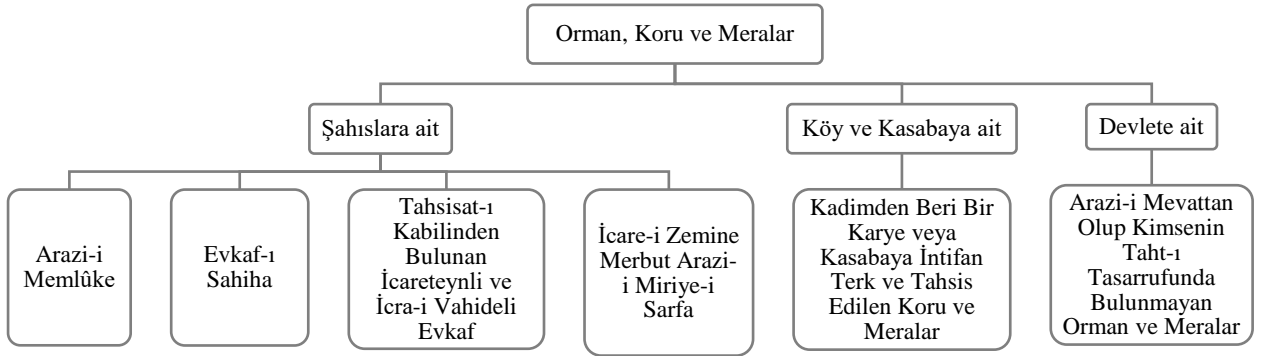 Orman, Koru ve Meralar
Şahıslara ait
Köy ve Kasabaya ait
Devlete ait
Arazi-i
Memlûke
Evkaf-ı
Sahiha
Tahsisat-ı
Kabilinden
Bulunan
İcareteynli ve
İcra-i Vahideli
Evkaf
İcare-i Zemine
Merbut Arazi-
i Miriye-i
Sarfa
Kadimden Beri Bir
Karye veya
Kasabaya İntifan
Terk ve Tahsis
Edilen Koru ve
Meralar
Arazi-i Mevattan
Olup Kimsenin
Taht-ı
Tasarrufunda
Bulunmayan
Orman ve Meralar